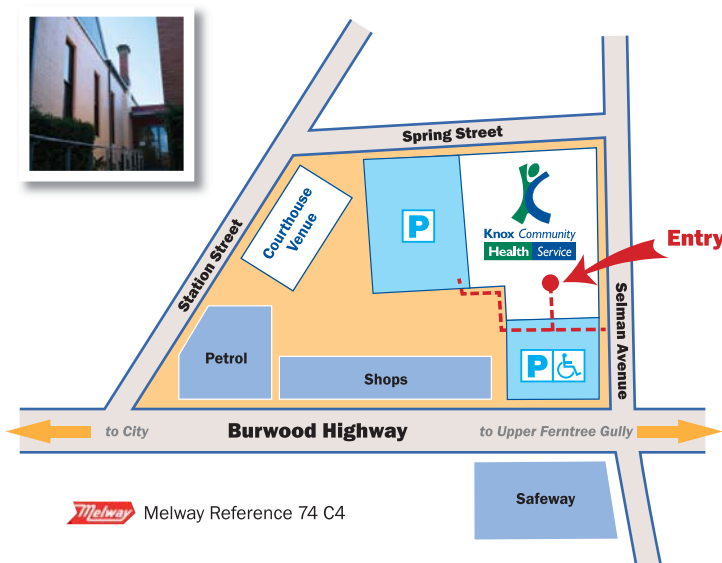 Spring Street
Courthouse
Venue
P
Knox Community
Health Service
Entry
Station Street
Selman Avenue
Petrol
Shops
P
to City
Burwood Highway
to Upper Ferntree Gully
Safeway
Melway Melway Reference 74 C4